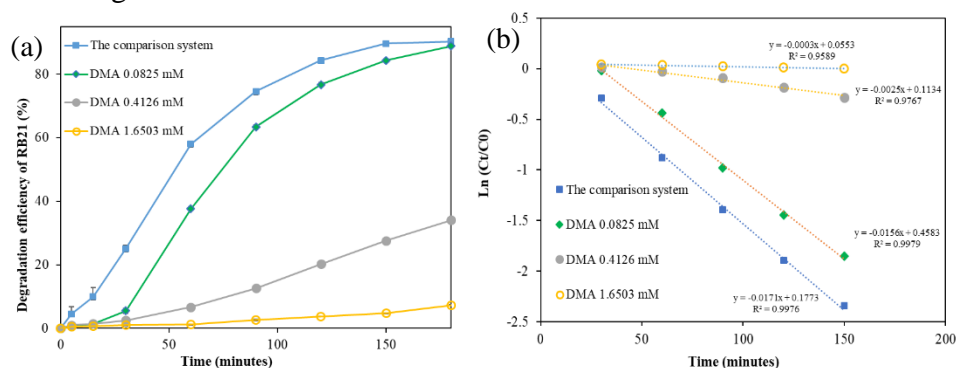 (a)
The comparison system
DMA 0.0825 mM
DMA 0.4126 mM
DMA 1.6503 mM
Degradation efficiency of RB21 (%)
80
60
40
20
0
0
50
100
150
Time (minutes)
(b)
0.5
0
-0.5
-1
-1.5
-2
-2.5
Ln (Ct/C0)
y = -0.0003x + 0.0553
R² = 0.9589
y = -0.0025x + 0.1134
R² = 0.9767
The comparison system
DMA 0.0825 mM
DMA 0.4126 mM
DMA 1.6503 mM
y = -0.0156x + 0.4583
R² = 0.9979
y = -0.0171x + 0.1773
R² = 0.9976
0
50
100
150
200
Time (minutes)